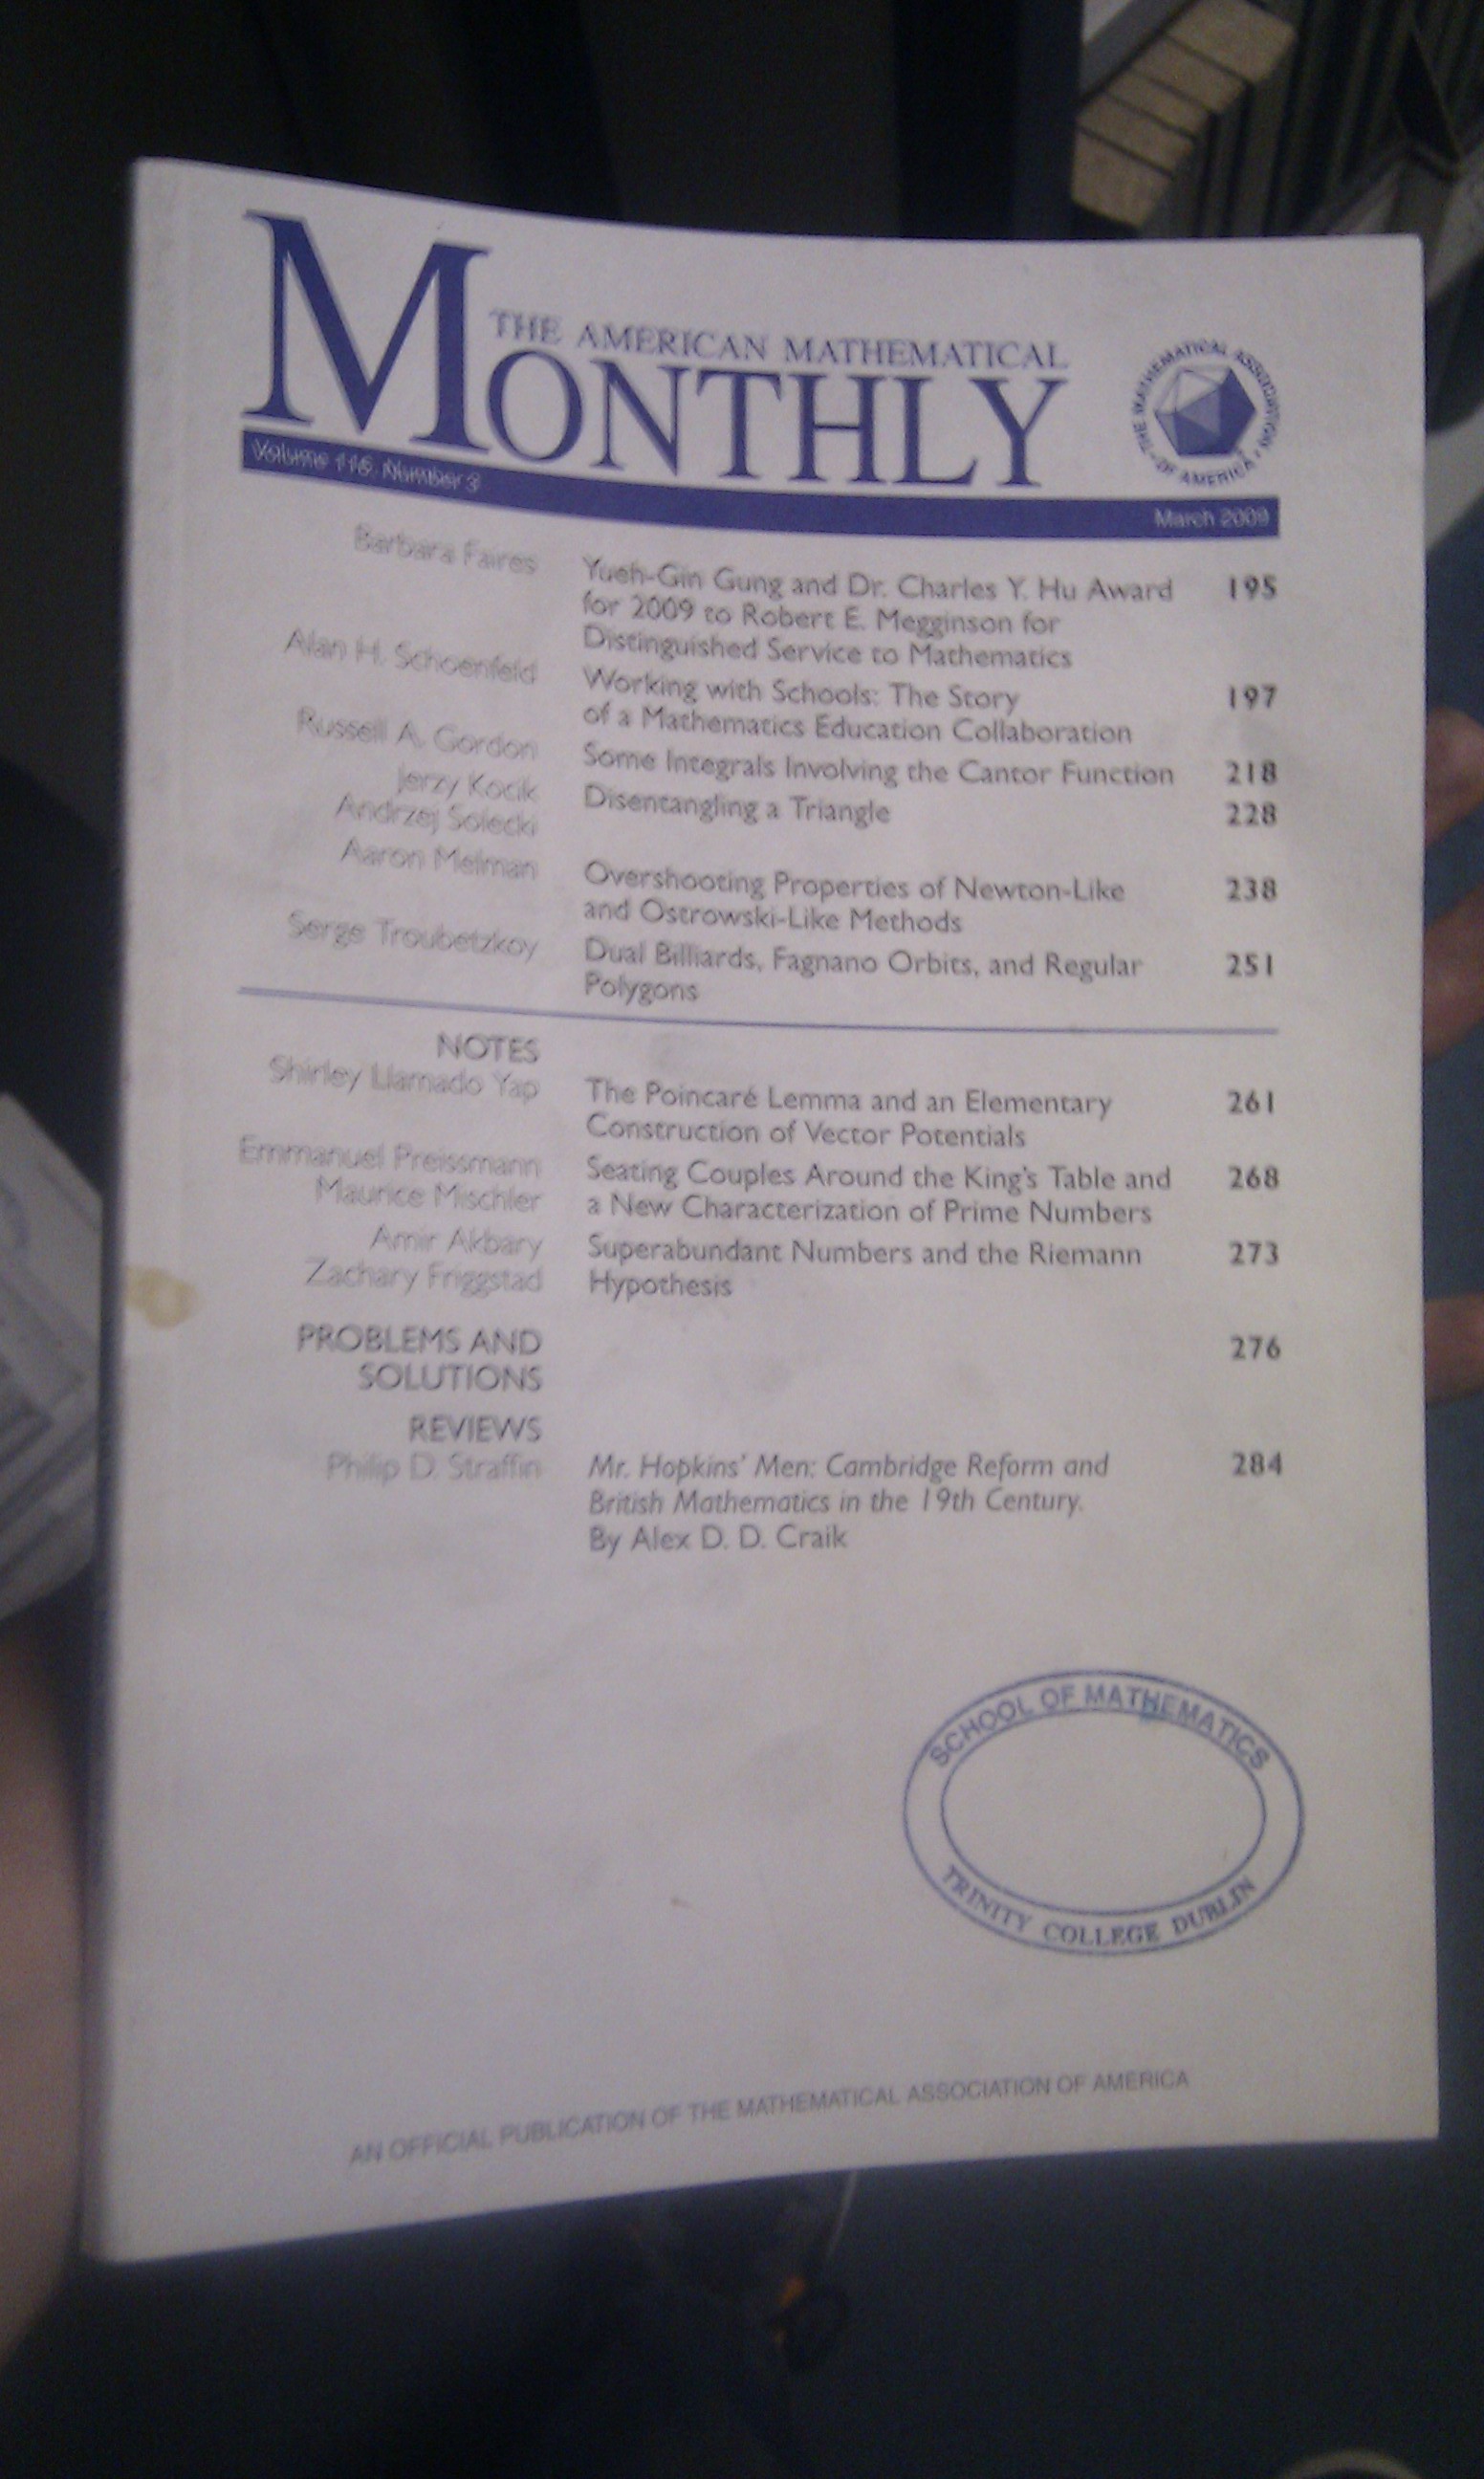 THE AMERICAN MATHEMATICAL
MONTHLY
THE MATHEMATICAL ASSOCIATION
OF AMERICA
Volume 116, Number 3
March 2009
Barbara Faires
Yueh-Gin Gung and Dr. Charles Y. Hu Award 195
for 2009 to Robert E. Megginson for
Distinguished Service to Mathematics
Alan H. Schoenfeld
Working with Schools: The Story 197
of a Mathematics Education Collaboration
Russell A. Gordon
Some Integrals Involving the Cantor Function 218
Jerzy Kocik
Andrzej Solecki
Disentangling a Triangle 228
Aaron Melman
Overshooting Properties of Newton-Like 238
and Ostrowski-Like Methods
Serge Troubetzkoy
Dual Billiards, Fagnano Orbits, and Regular 251
Polygons
NOTES
Shirley Llamado Yap
The Poincaré Lemma and an Elementary 261
Construction of Vector Potentials
Emmanuel Preissmann
Maurice Mischler
Seating Couples Around the King's Table and 268
a New Characterization of Prime Numbers
Amir Akbary
Zachary Friggstad
Superabundant Numbers and the Riemann 273
Hypothesis
PROBLEMS AND 276
SOLUTIONS
REVIEWS
Philip D. Straffin
Mr. Hopkins' Men: Cambridge Reform and 284
British Mathematics in the 19th Century.
By Alex D. D. Craik
SCHOOL OF MATHEMATICS
TRINITY COLLEGE DUBLIN
AN OFFICIAL PUBLICATION OF THE MATHEMATICAL ASSOCIATION OF AMERICA